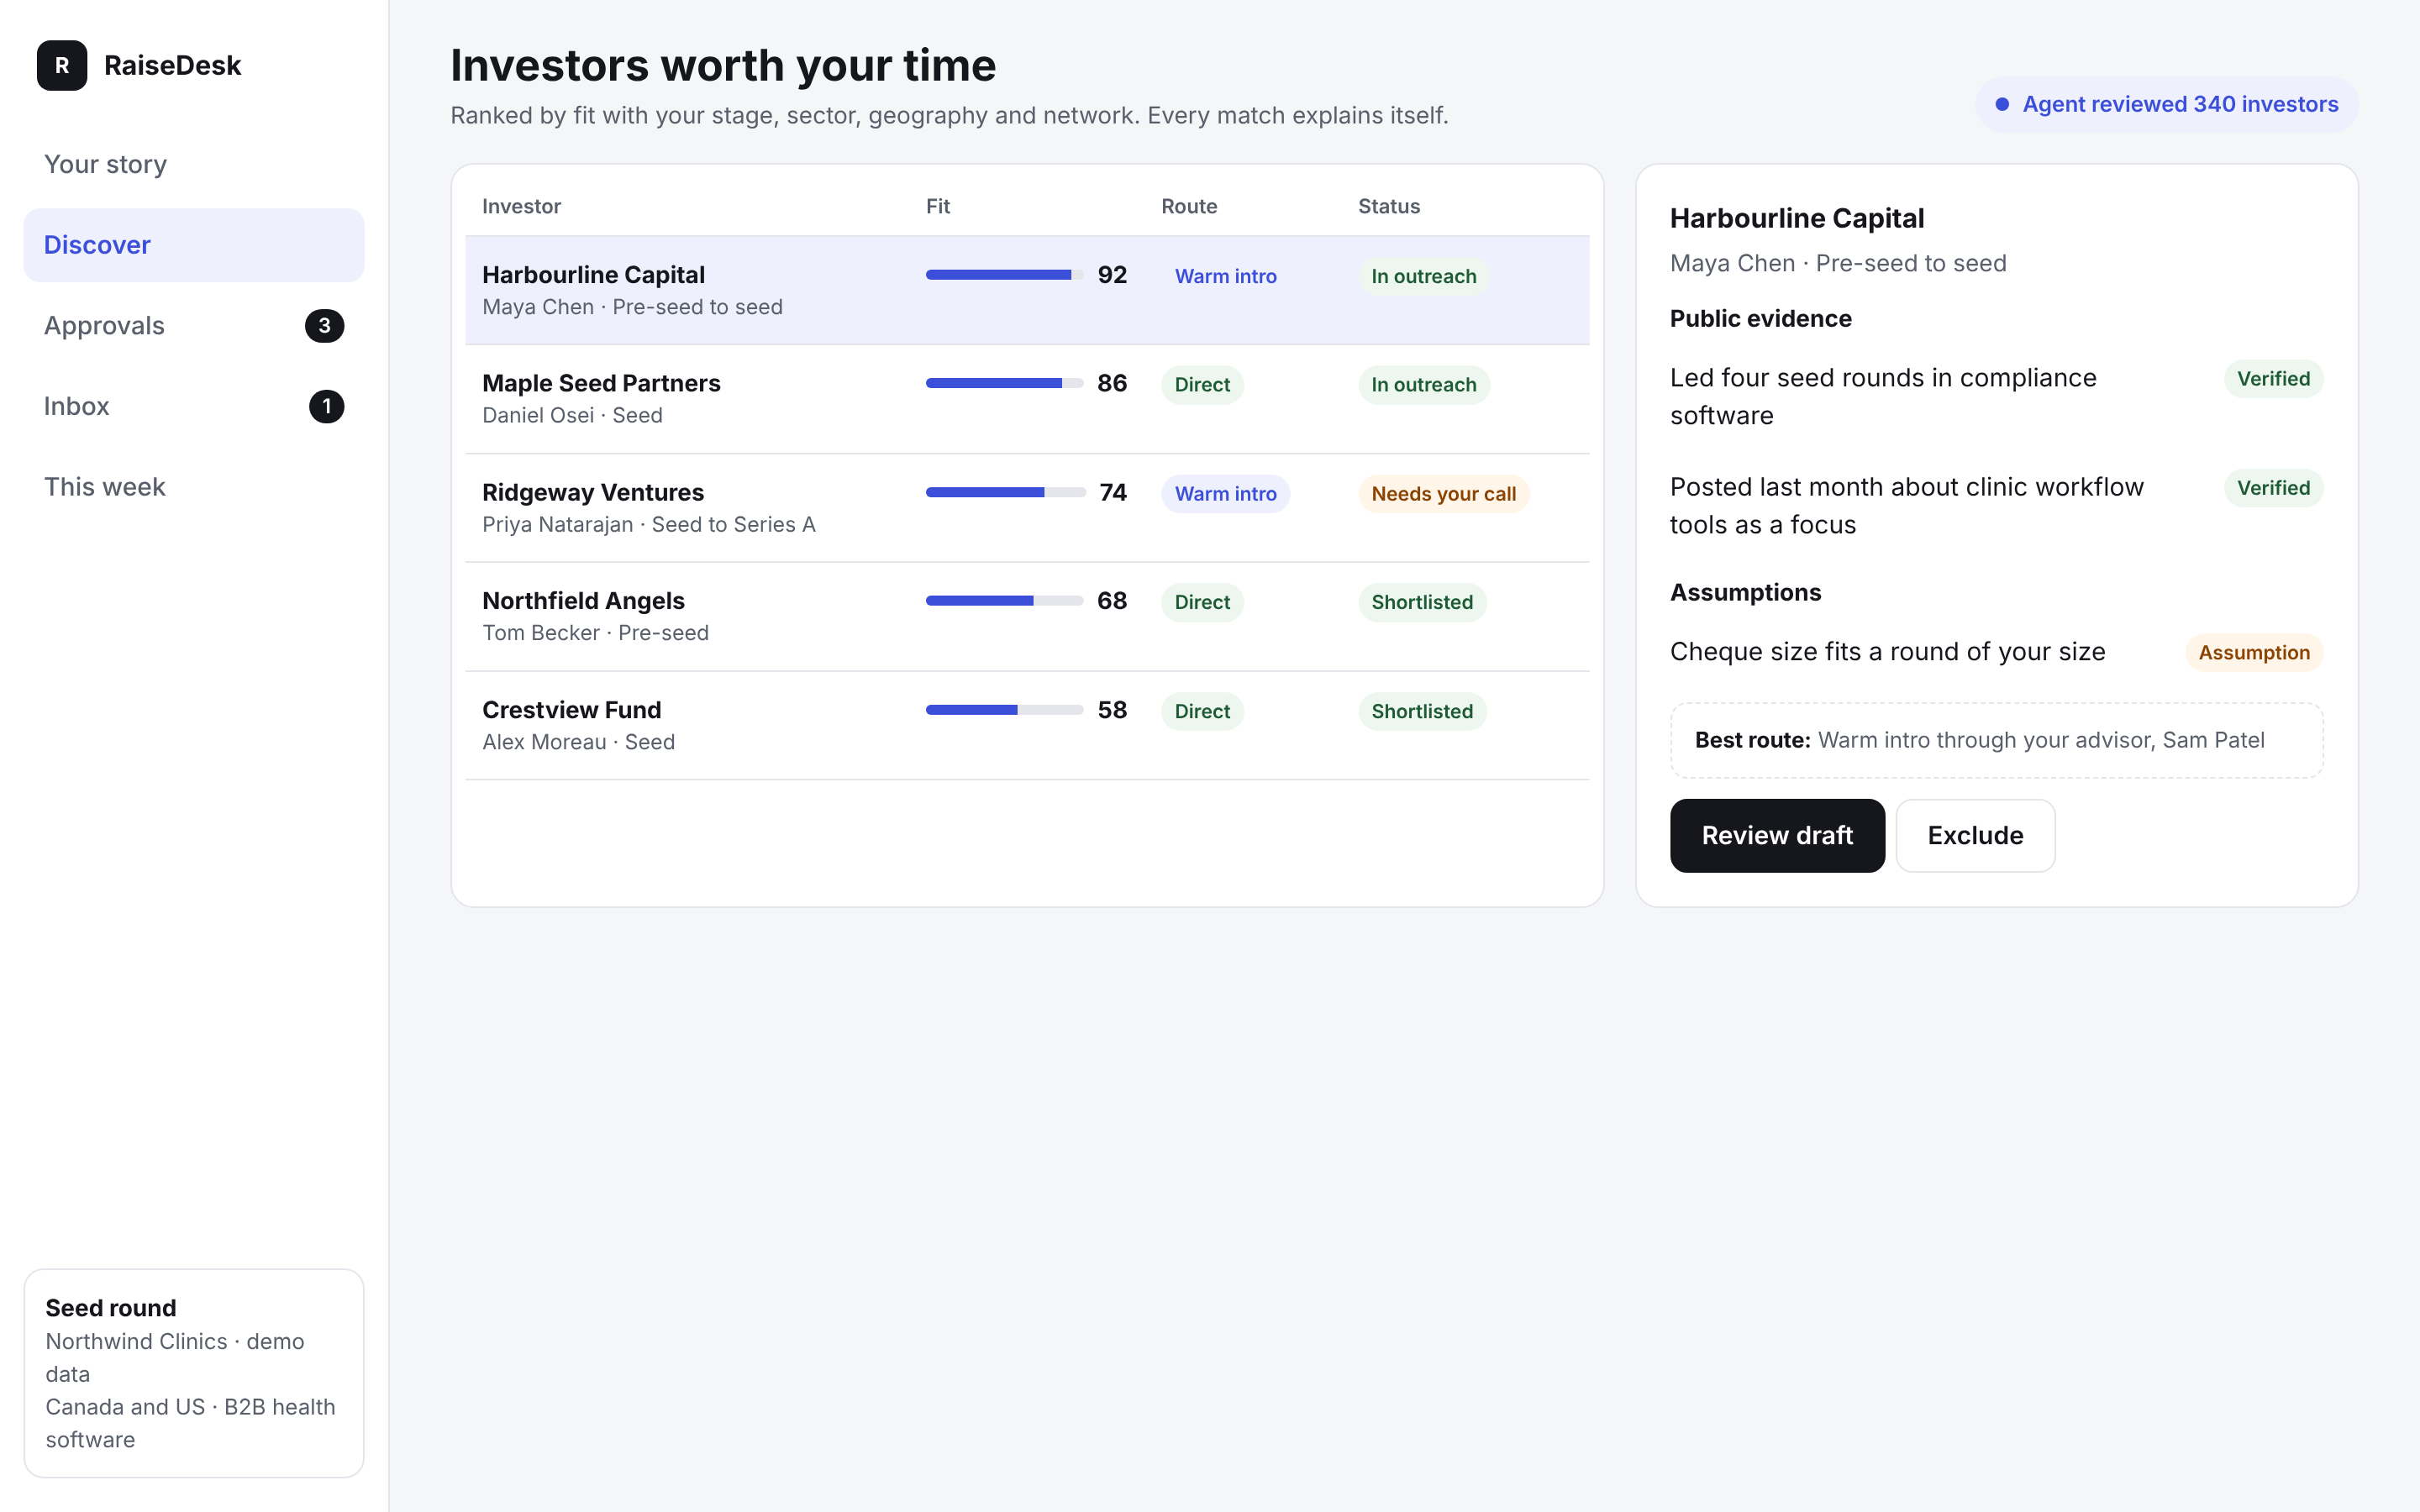 R RaiseDesk
Your story
Discover
Approvals 3
Inbox 1
This week
Seed round
Northwind Clinics · demo
data
Canada and US · B2B health
software
Investors worth your time
Ranked by fit with your stage, sector, geography and network. Every match explains itself.
Agent reviewed 340 investors
Investor Fit Route Status
Harbourline Capital 92 Warm intro In outreach
Maya Chen · Pre-seed to seed
Maple Seed Partners 86 Direct In outreach
Daniel Osei · Seed
Ridgeway Ventures 74 Warm intro Needs your call
Priya Natarajan · Seed to Series A
Northfield Angels 68 Direct Shortlisted
Tom Becker · Pre-seed
Crestview Fund 58 Direct Shortlisted
Alex Moreau · Seed
Harbourline Capital
Maya Chen · Pre-seed to seed
Public evidence
Led four seed rounds in compliance Verified
software
Posted last month about clinic workflow Verified
tools as a focus
Assumptions
Cheque size fits a round of your size Assumption
Best route: Warm intro through your advisor, Sam Patel
Review draft Exclude